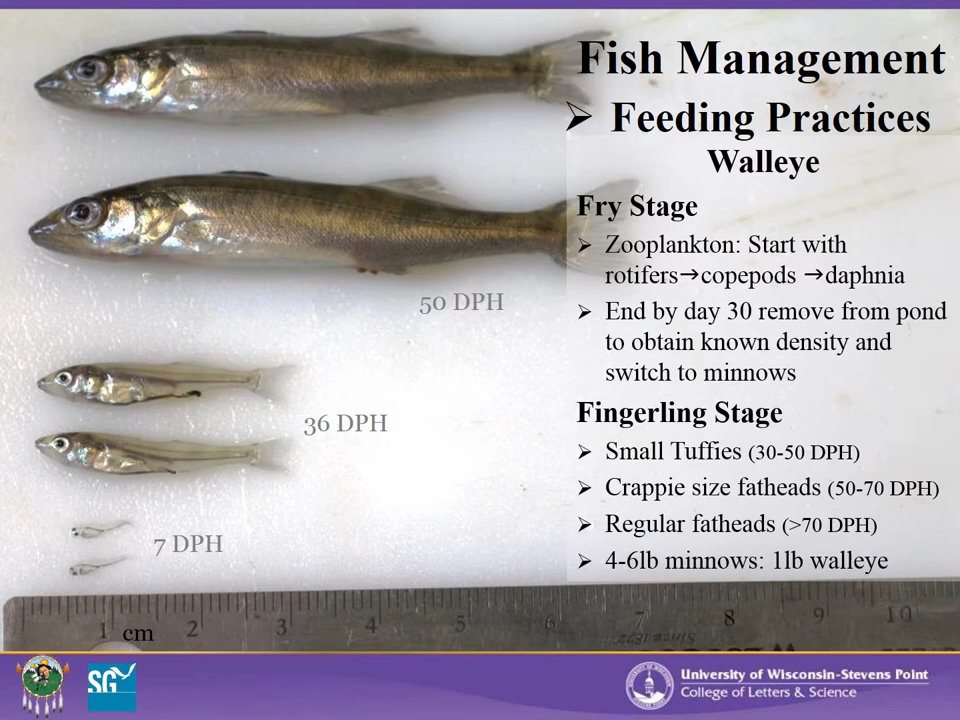 Fish Management
➢ Feeding Practices
Walleye
Fry Stage
➢ Zooplankton: Start with
rotifers→copepods →daphnia
➢ End by day 30 remove from pond
to obtain known density and
switch to minnows
Fingerling Stage
➢ Small Tuffies (30-50 DPH)
➢ Crappie size fatheads (50-70 DPH)
➢ Regular fatheads (>70 DPH)
➢ 4-6lb minnows: 1lb walleye
50 DPH
36 DPH
7 DPH
1 2 3 4 5 6 7 8 9 10
cm
Since 1872
SG
University of Wisconsin-Stevens Point
College of Letters & Science